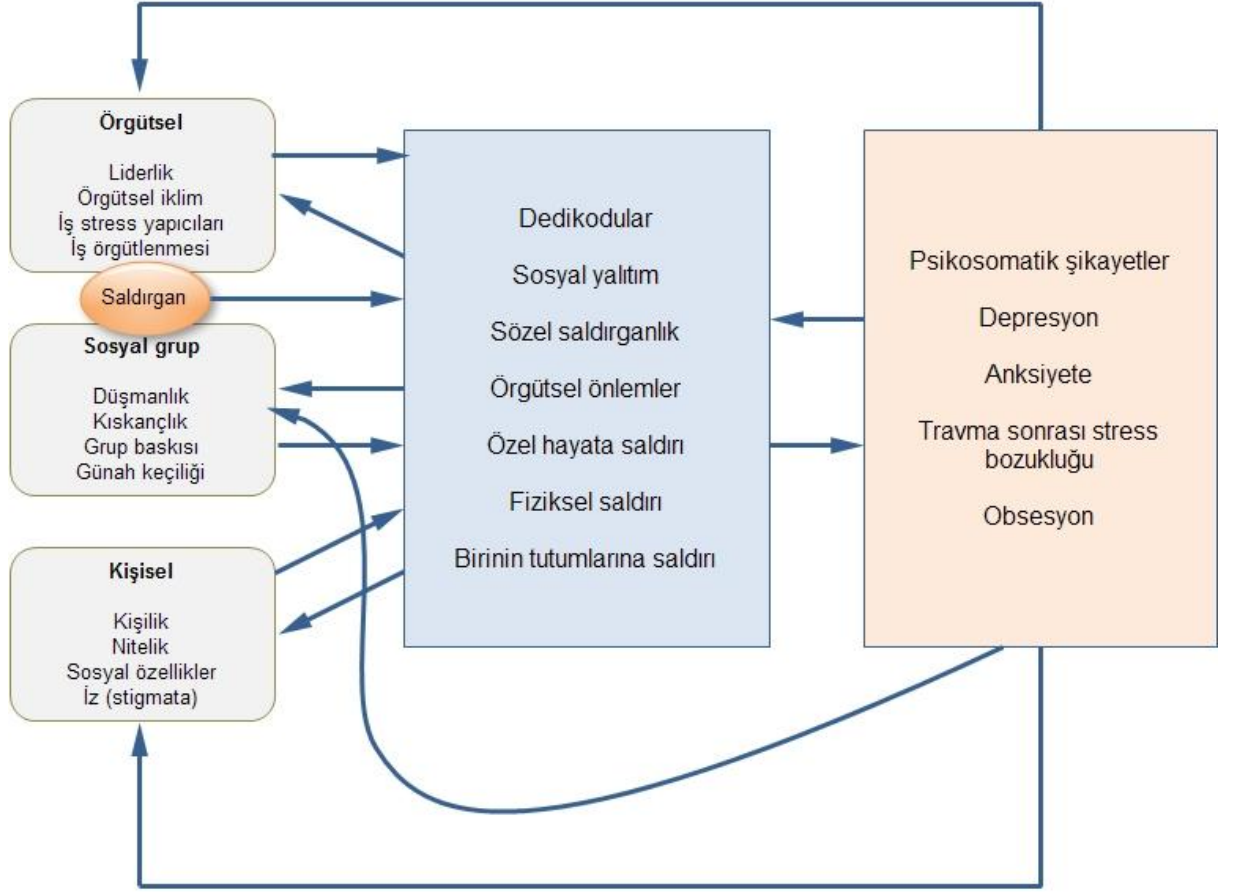 Örgütsel
Liderlik
Örgütsel iklim
İş stress yapıcıları
İş örgütlenmesi
Saldırgan
Sosyal grup
Düşmanlık
Kıskançlık
Grup baskısı
Günah keçiliği
Kişisel
Kişilik
Nitelik
Sosyal özellikler
İz (stigmata)
Dedikodular
Sosyal yalıtım
Sözel saldırganlık
Örgütsel önlemler
Özel hayata saldırı
Fiziksel saldırı
Birinin tutumlarına saldırı
Psikosomatik şikayetler
Depresyon
Anksiyete
Travma sonrası stress
bozukluğu
Obsesyon